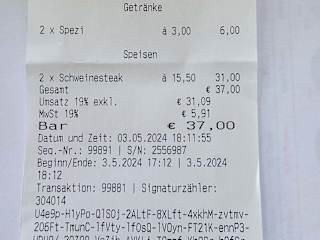 Getränke
2 x Spezi à 3,00 6,00
Speisen
2 x Schweinesteak à 15,50 31,00
Gesamt € 37,00
Umsatz 19% exkl. € 31,09
MwSt 19% € 5,91
Bar € 37,00
Datum und Zeit: 03.05.2024 18:11:55
Seq.-Nr.: 99891 | S/N: 2556987
Beginn/Ende: 3.5.2024 17:12 | 3.5.2024
18:12
Transaktion: 99881 | Signaturzähler:
304014